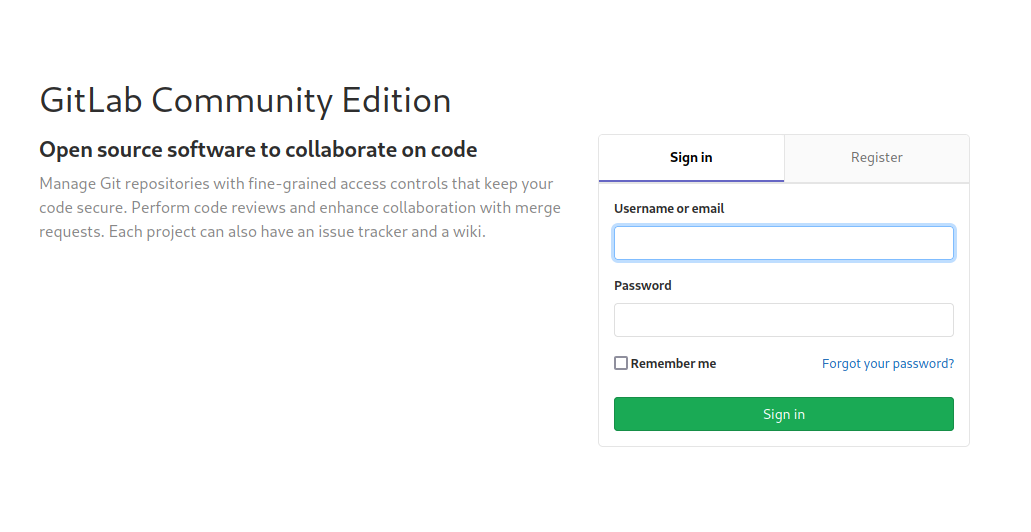 GitLab Community Edition
Open source software to collaborate on code
Manage Git repositories with fine-grained access controls that keep your
code secure. Perform code reviews and enhance collaboration with merge
requests. Each project can also have an issue tracker and a wiki.
Sign in
Register
Username or email
Password
Remember me
Forgot your password?
Sign in